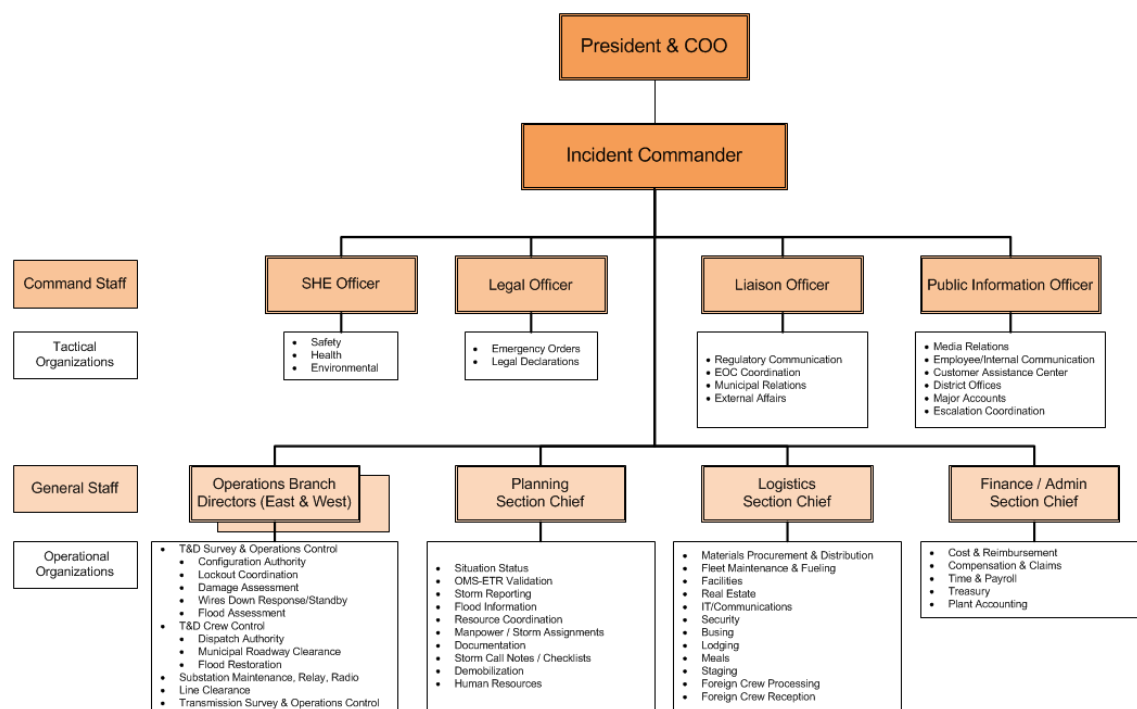 President & COO
Incident Commander
Command Staff
SHE Officer
Legal Officer
Liaison Officer
Public Information Officer
Tactical
Organizations
• Safety
• Health
• Environmental
• Emergency Orders
• Legal Declarations
• Regulatory Communication
• EOC Coordination
• Municipal Relations
• External Affairs
• Media Relations
• Employee/Internal Communication
• Customer Assistance Center
• District Offices
• Major Accounts
• Escalation Coordination
General Staff
Operations Branch
Directors (East & West)
Planning
Section Chief
Logistics
Section Chief
Finance / Admin
Section Chief
Operational
Organizations
• T&D Survey & Operations Control
• Configuration Authority
• Lockout Coordination
• Damage Assessment
• Wires Down Response/Standby
• Flood Assessment
• T&D Crew Control
• Dispatch Authority
• Municipal Roadway Clearance
• Flood Restoration
• Substation Maintenance, Relay, Radio
• Line Clearance
• Transmission Survey & Operations Control
• Situation Status
• OMS-ETR Validation
• Storm Reporting
• Flood Information
• Resource Coordination
• Manpower / Storm Assignments
• Documentation
• Storm Call Notes / Checklists
• Demobilization
• Human Resources
• Materials Procurement & Distribution
• Fleet Maintenance & Fueling
• Facilities
• Real Estate
• IT/Communications
• Security
• Busing
• Lodging
• Meals
• Staging
• Foreign Crew Processing
• Foreign Crew Reception
• Cost & Reimbursement
• Compensation & Claims
• Time & Payroll
• Treasury
• Plant Accounting